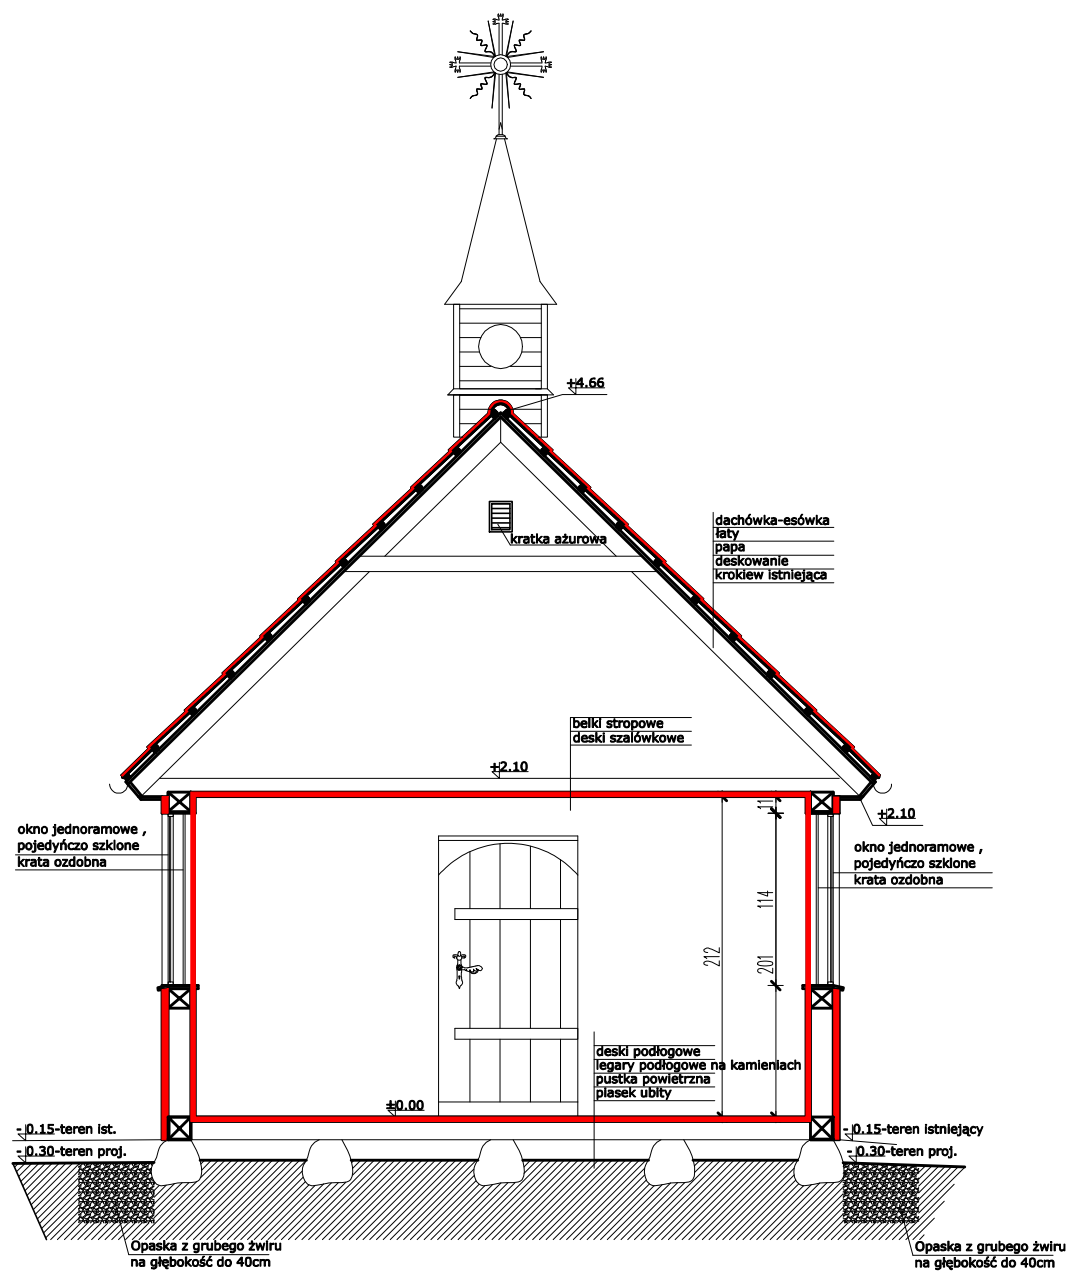 +4.66
kratka ażurowa
dachówka-esówka
łaty
papa
deskowanie
krokiew istniejąca
belki stropowe
deski szalówkowe
+2.10
11
+2.10
okno jednoramowe ,
pojedyńczo szklone
krata ozdobna
okno jednoramowe ,
pojedyńczo szklone
krata ozdobna
114
212
201
deski podłogowe
legary podłogowe na kamieniach
pustka powietrzna
piasek ubity
±0.00
- 0.15-teren ist.
- 0.30-teren proj.
- 0.15-teren istniejący
- 0.30-teren proj.
Opaska z grubego żwiru
na głębokość do 40cm
Opaska z grubego żwiru
na głębokość do 40cm